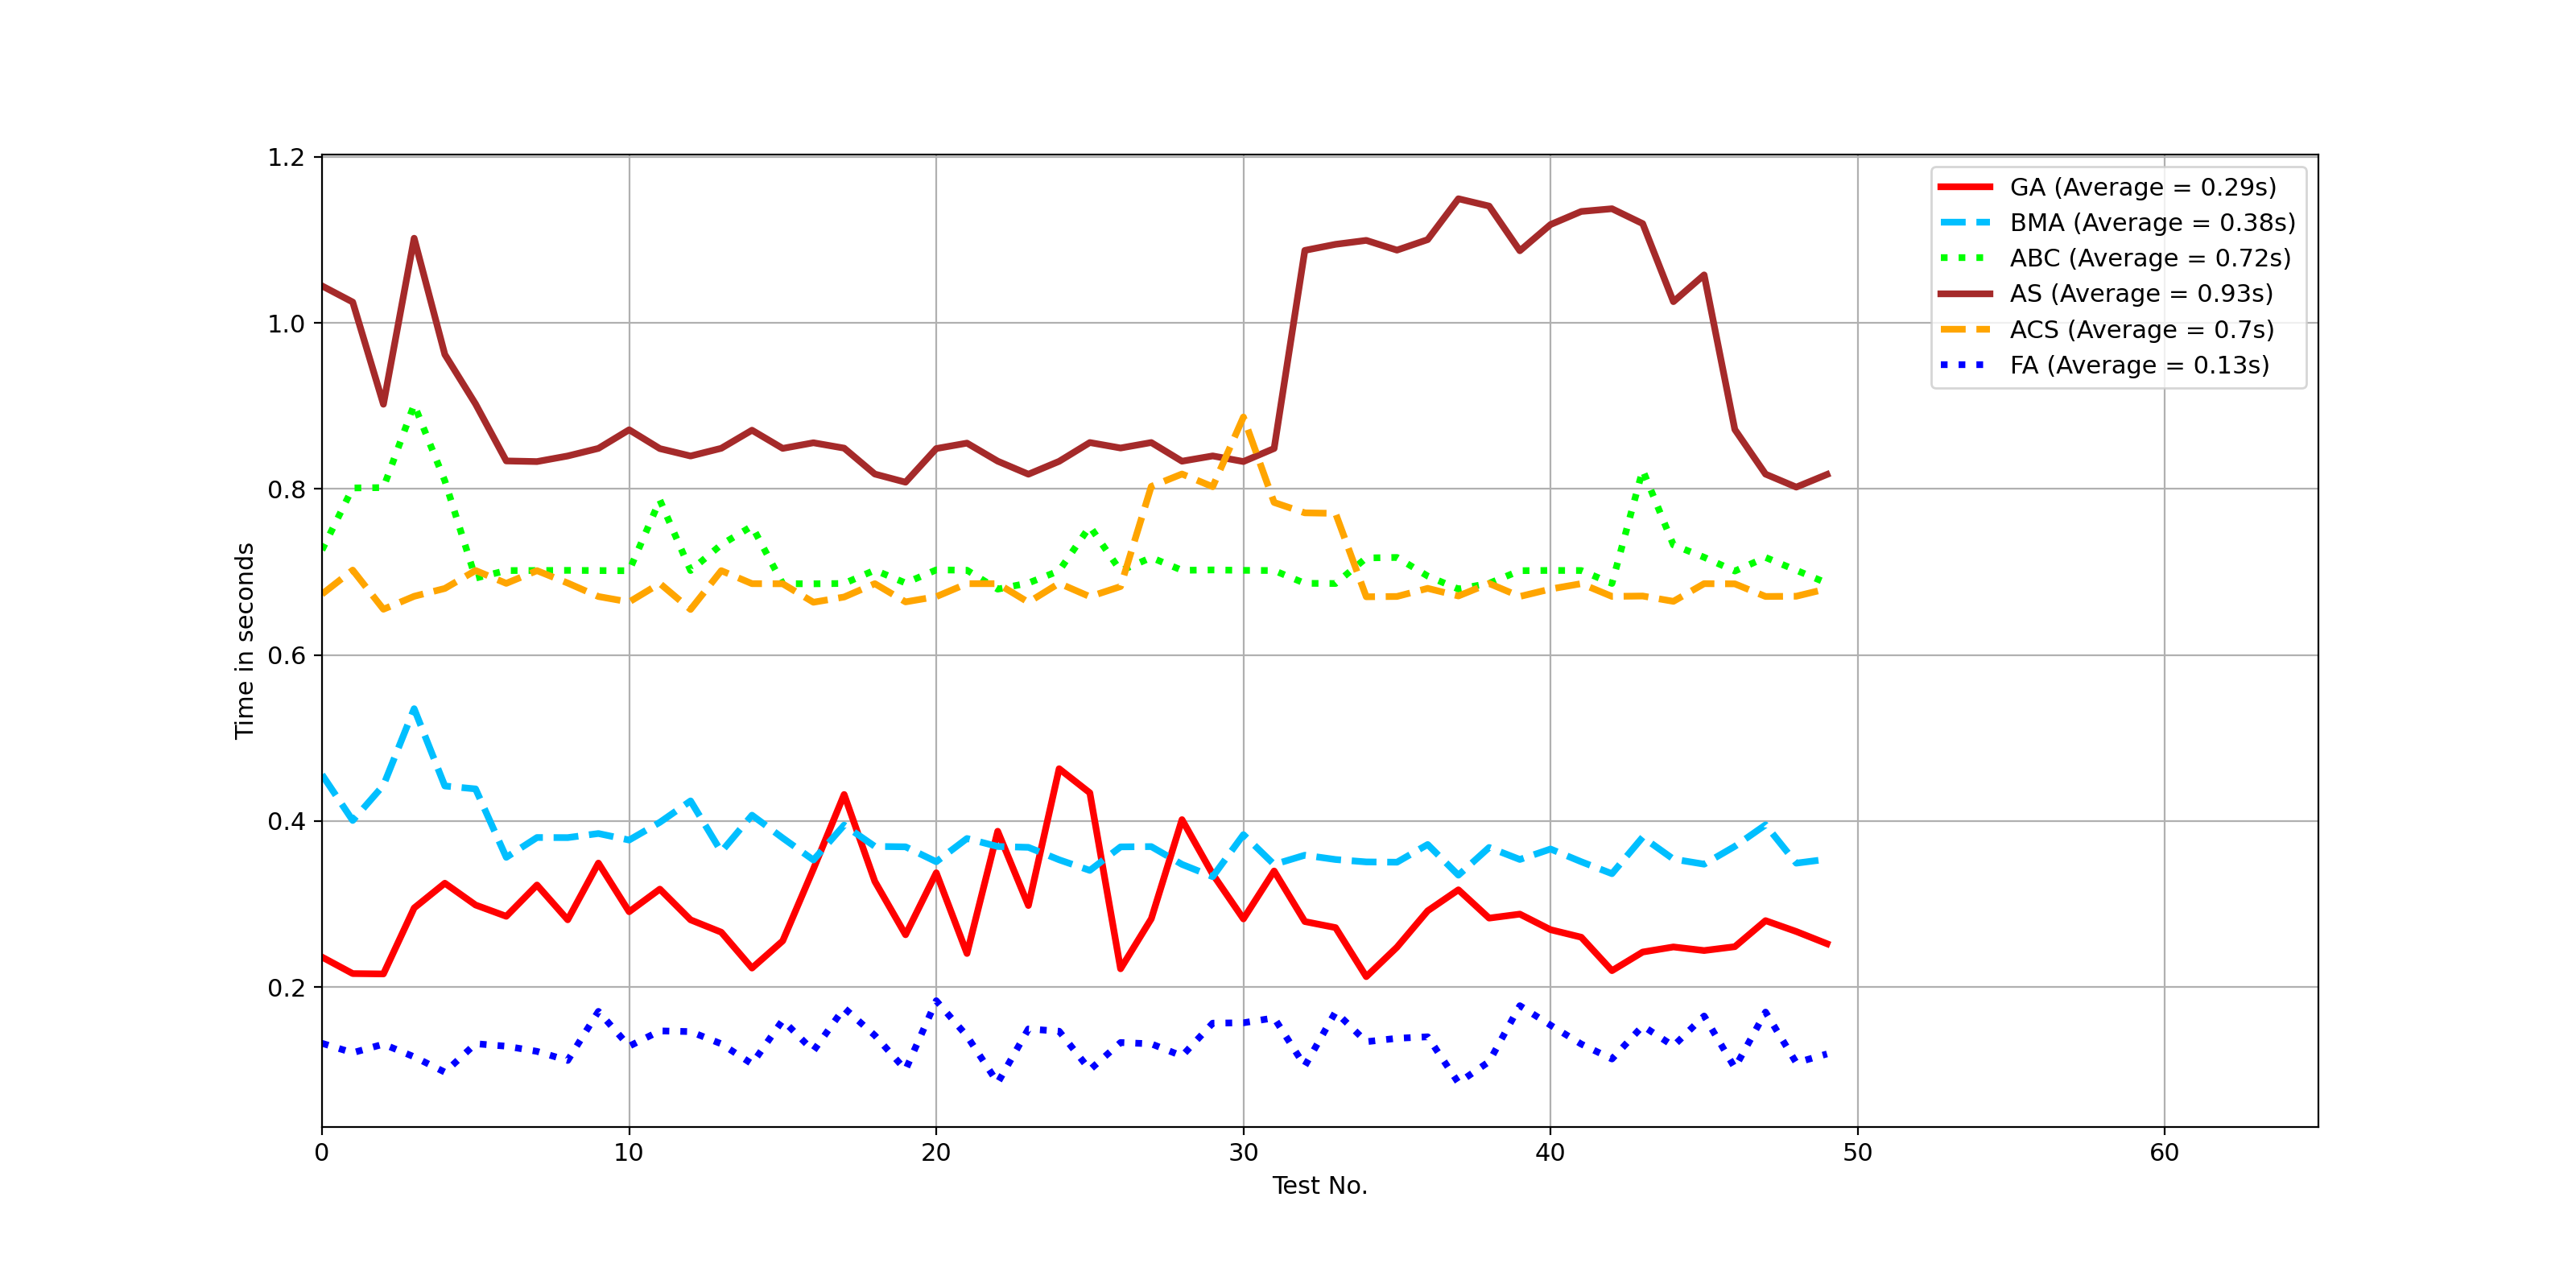 1.2
1.0
0.8
0.6
0.4
0.2
Time in seconds
0 10 20 30 40 50 60
Test No.
GA (Average = 0.29s)
BMA (Average = 0.38s)
ABC (Average = 0.72s)
AS (Average = 0.93s)
ACS (Average = 0.7s)
FA (Average = 0.13s)